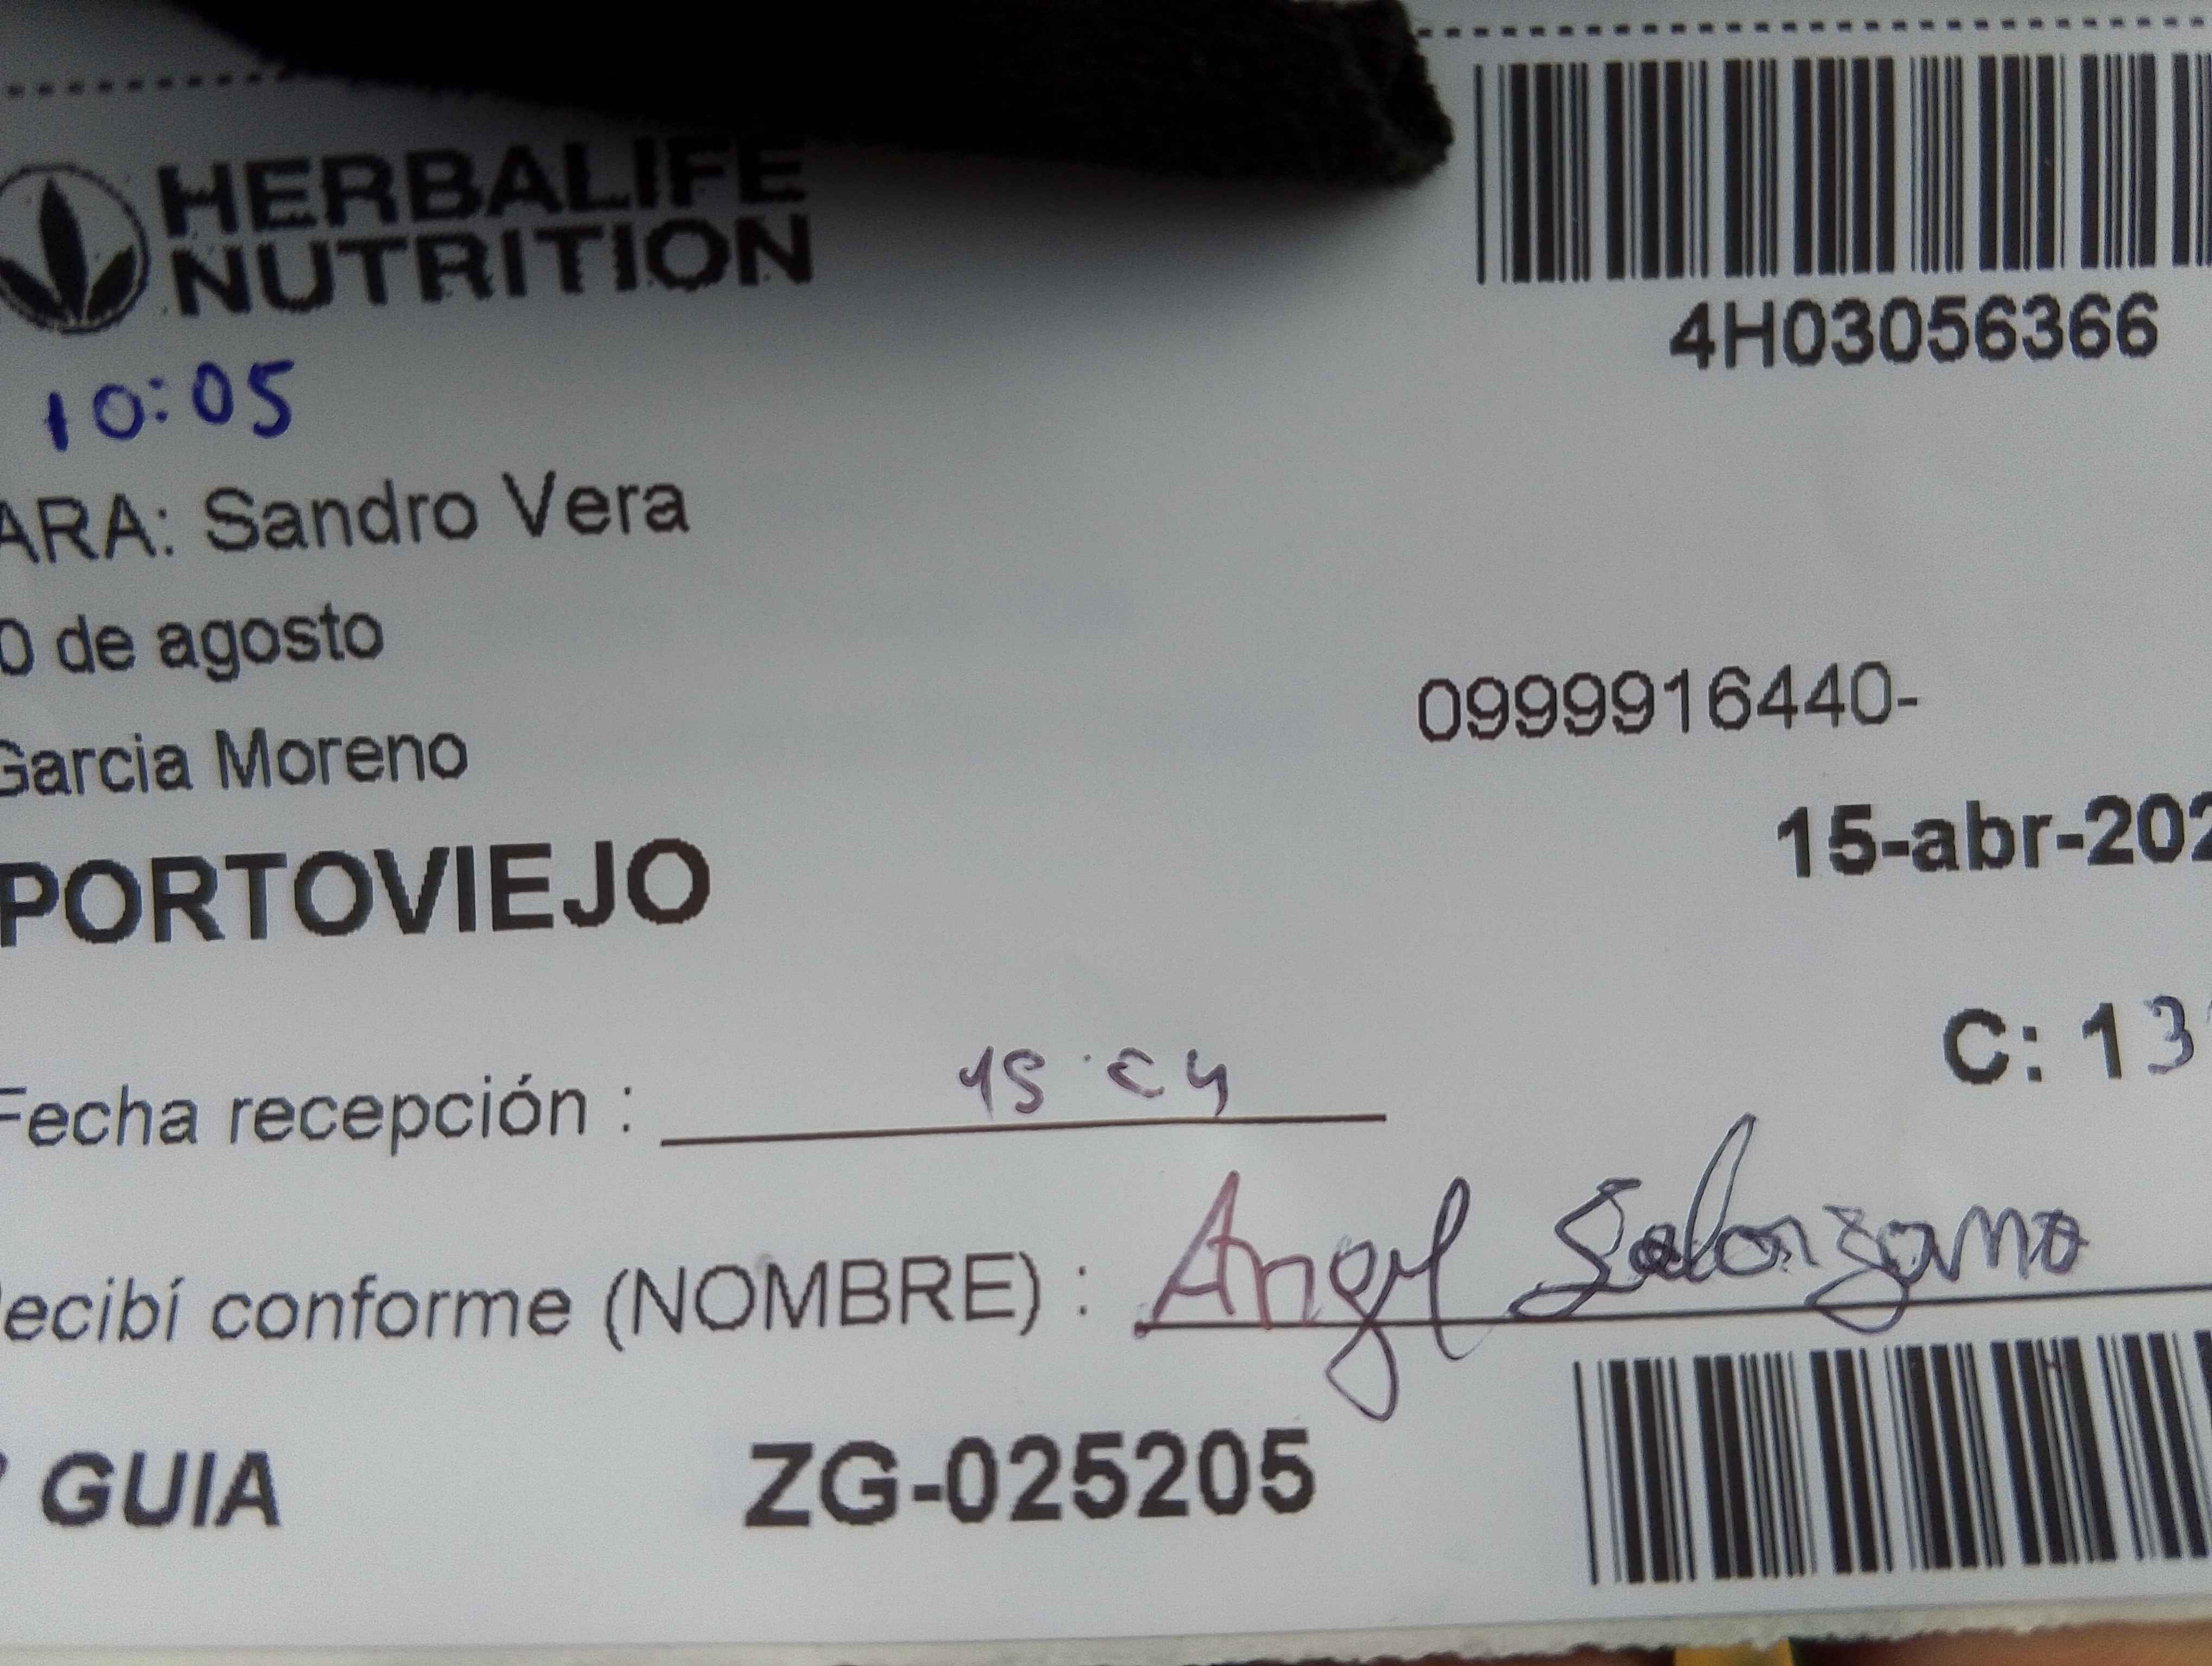 HERBALIFE
NUTRITION
4H03056366
10:05
ARA: Sandro Vera
0 de agosto
0999916440-
Garcia Moreno
15-abr-202
PORTOVIEJO
C: 13
Fecha recepción :
ecibí conforme (NOMBRE) : Angel
GUIA ZG-025205